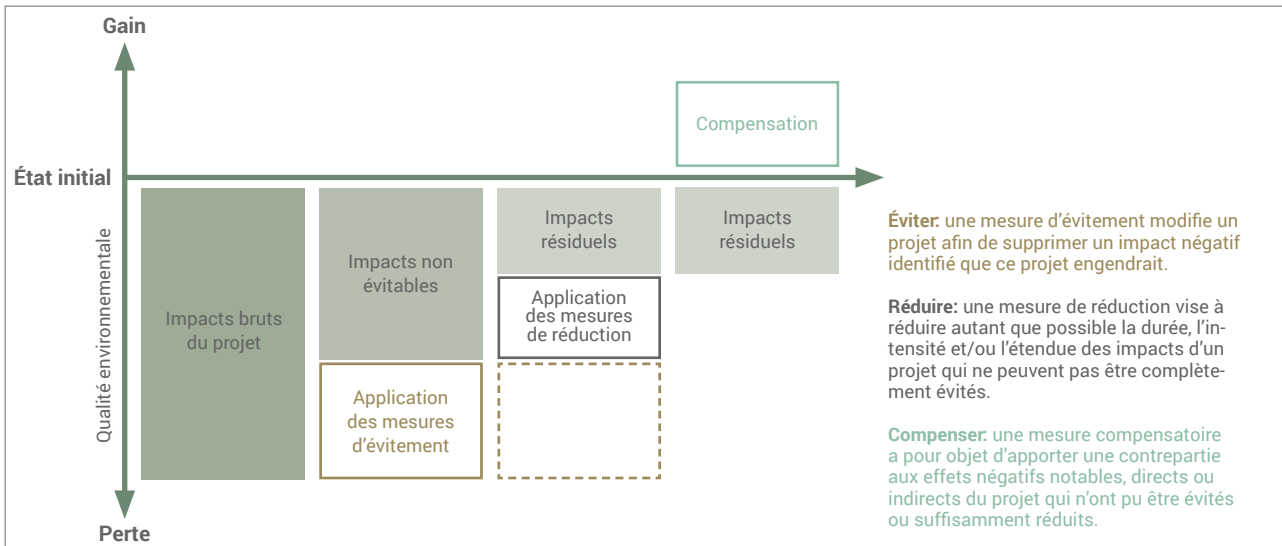 Gain
État initial
Qualité environnementale
Perte
Impacts bruts
du projet
Impacts non
évitables
Application
des mesures
d’évitement
Impacts
résiduels
Application
des mesures
de réduction
Compensation
Impacts
résiduels
Éviter: une mesure d’évitement modifie un
projet afin de supprimer un impact négatif
identifié que ce projet engendrait.
Réduire: une mesure de réduction vise à
réduire autant que possible la durée, l’in-
tensité et/ou l’étendue des impacts d’un
projet qui ne peuvent pas être complète-
ment évités.
Compenser: une mesure compensatoire
a pour objet d’apporter une contrepartie
aux effets négatifs notables, directs ou
indirects du projet qui n’ont pu être évités
ou suffisamment réduits.